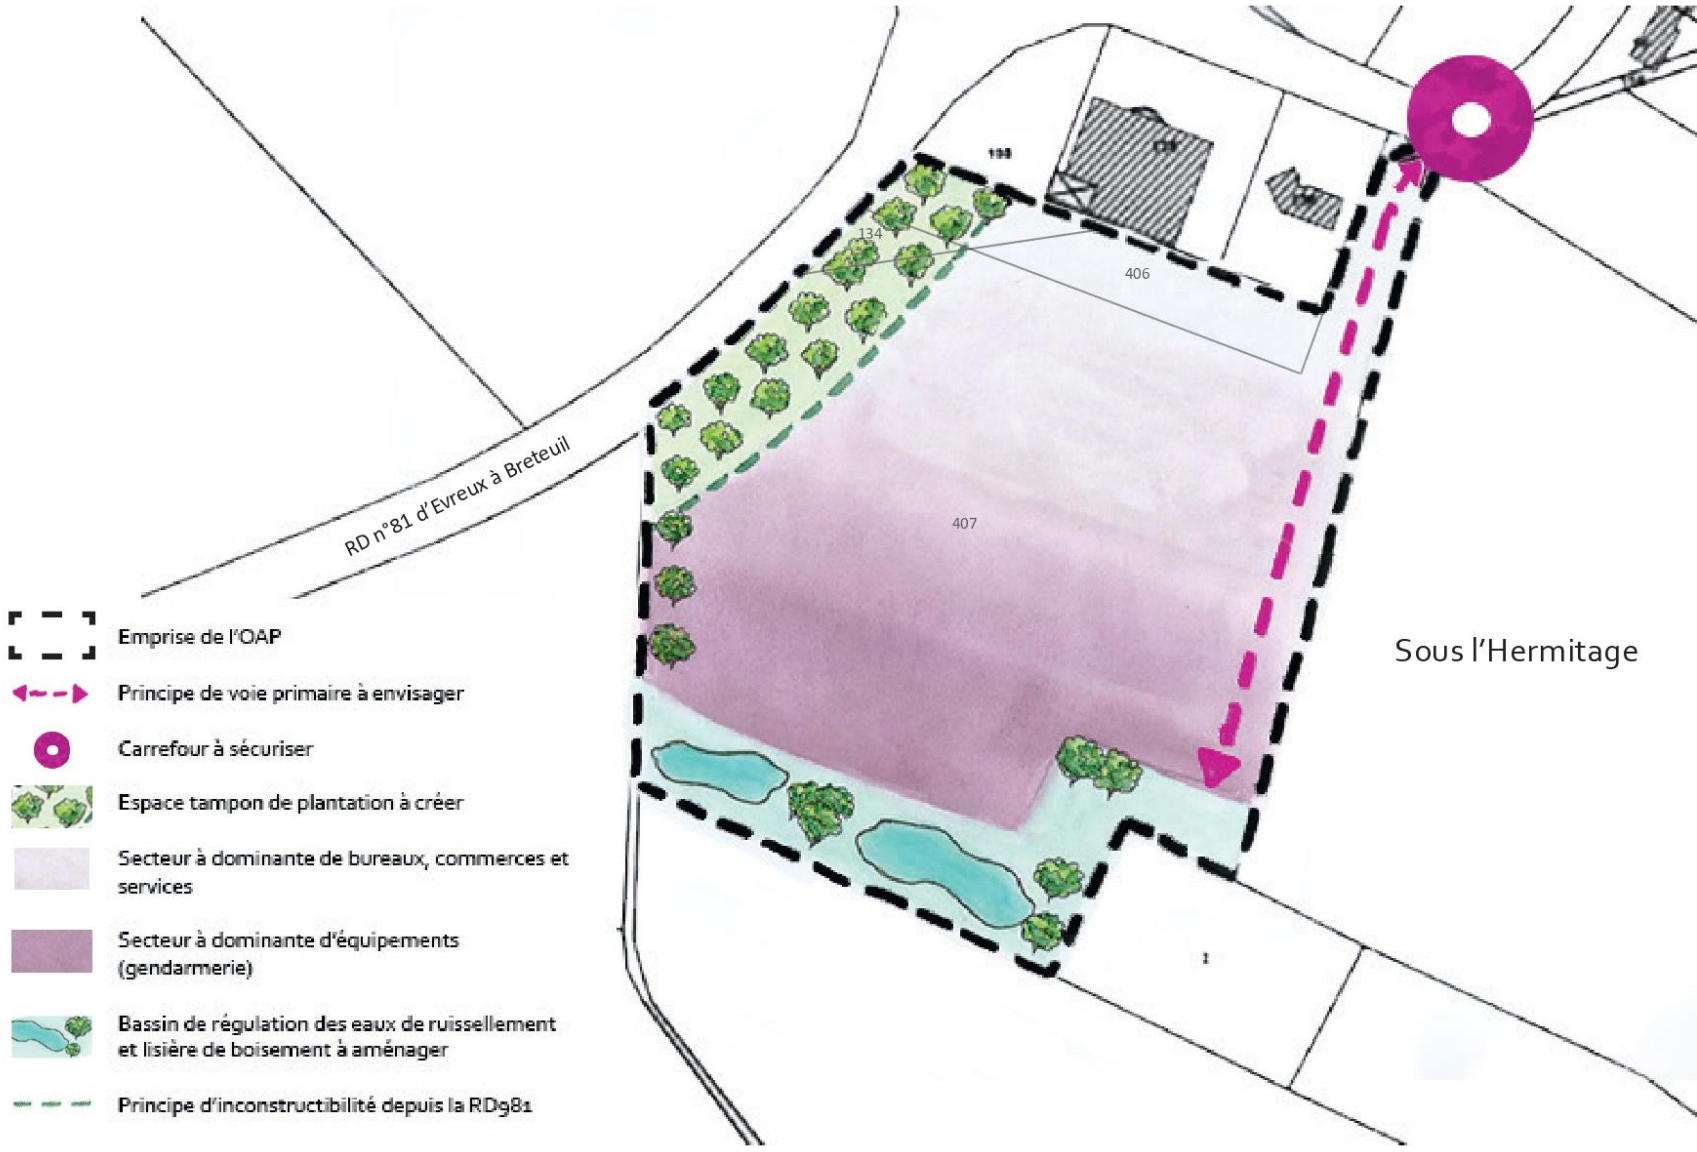 134
406
407
RD n°81 d'Evreux à Breteuil
Sous l'Hermitage
Emprise de l'OAP
Principe de voie primaire à envisager
Carrefour à sécuriser
Espace tampon de plantation à créer
Secteur à dominante de bureaux, commerces et
services
Secteur à dominante d'équipements
(gendarmerie)
Bassin de régulation des eaux de ruissellement
et lisière de boisement à aménager
Principe d'inconstructibilité depuis la RD981